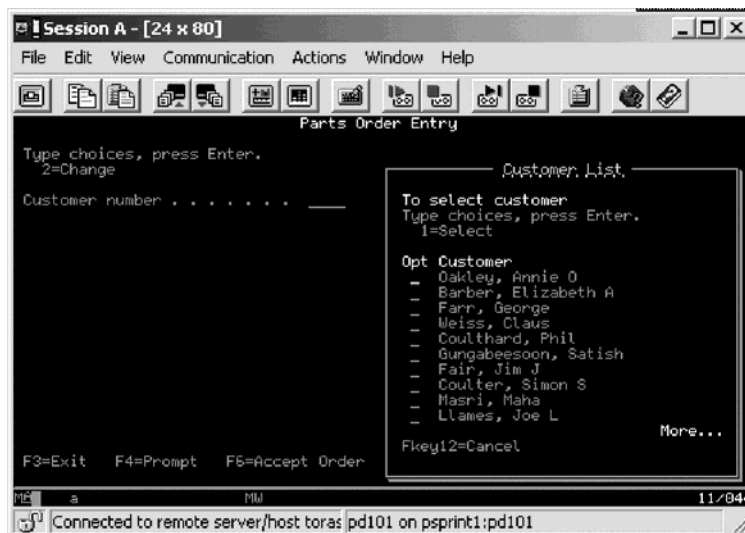 Session A - [24 x 80]
File Edit View Communication Actions Window Help
Parts Order Entry
Type choices, press Enter.
2=Change
Customer number . . . . . . .
Customer List
To select customer
Type choices, press Enter.
1=Select
Opt Customer
Oakley, Annie O
Barber, Elizabeth A
Farr, George
Weiss, Claus
Coulthard, Phil
Gungabeesoon, Satish
Fair, Jim J
Coulter, Simon S
Masri, Maha
Llames, Joe L
More...
Fkey12=Cancel
F3=Exit F4=Prompt F6=Accept Order
a MW 11/04
Connected to remote server/host toras pd101 on psprint1:pd101